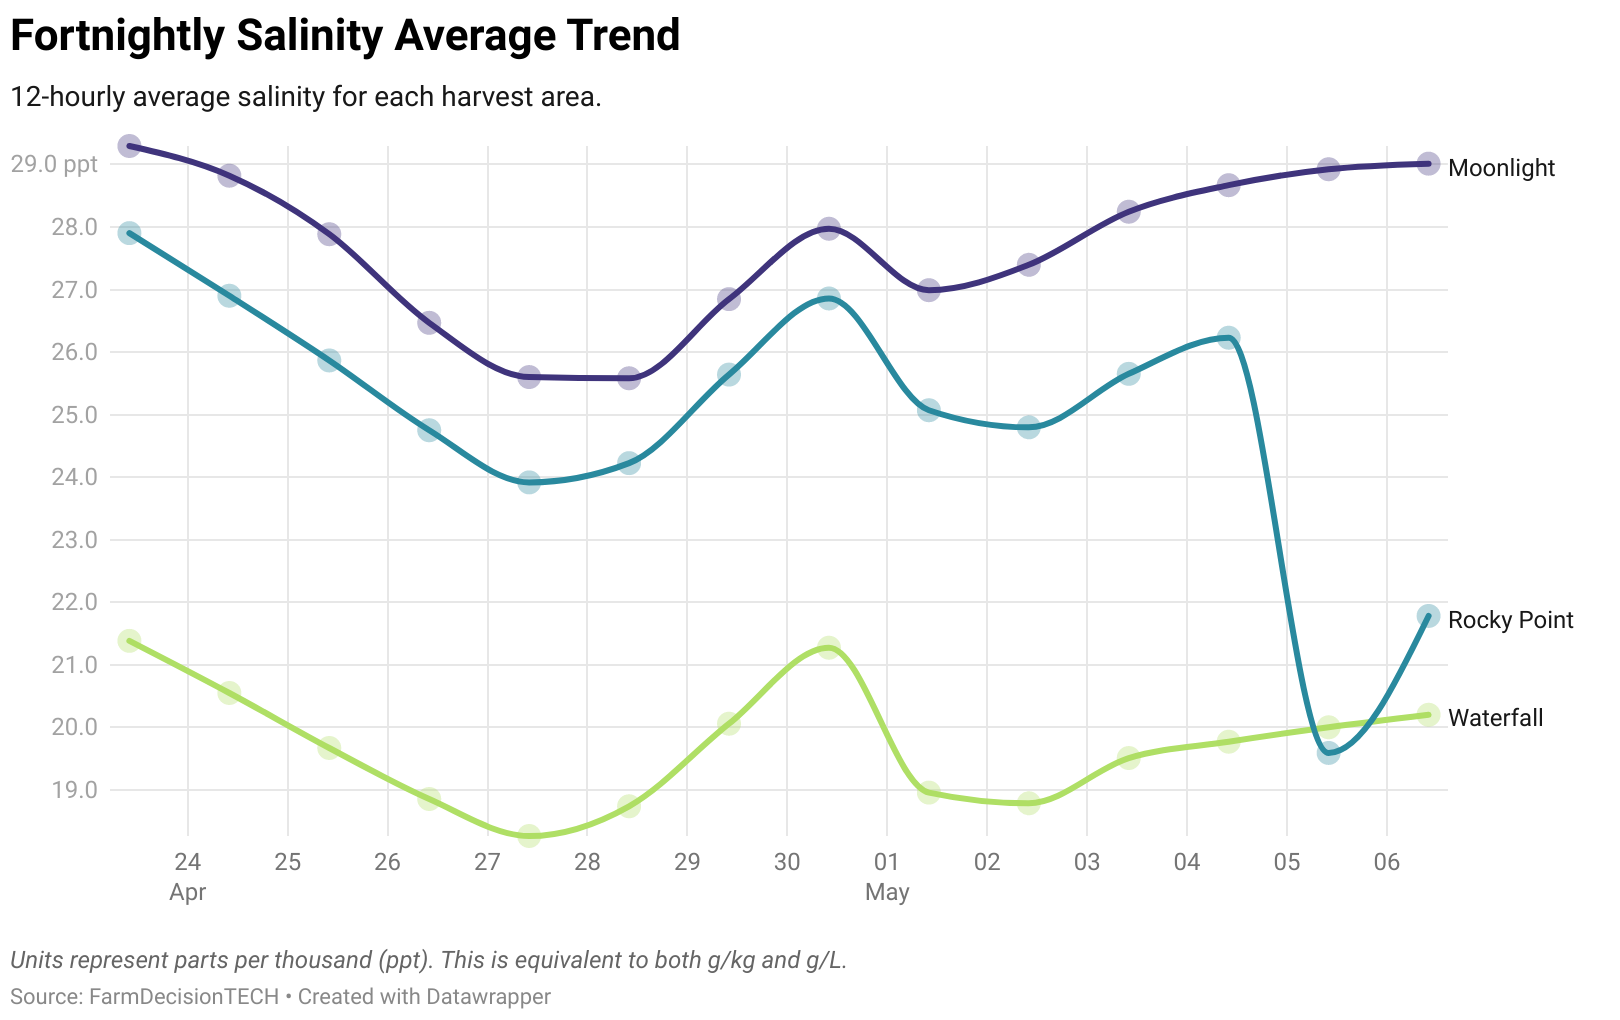 Fortnightly Salinity Average Trend
12-hourly average salinity for each harvest area.
29.0 ppt
28.0
27.0
26.0
25.0
24.0
23.0
22.0
21.0
20.0
19.0
Moonlight
Rocky Point
Waterfall
24 25 26 27 28 29 30 01 02 03 04 05 06
Apr May
Units represent parts per thousand (ppt). This is equivalent to both g/kg and g/L.
Source: FarmDecisionTECH • Created with Datawrapper